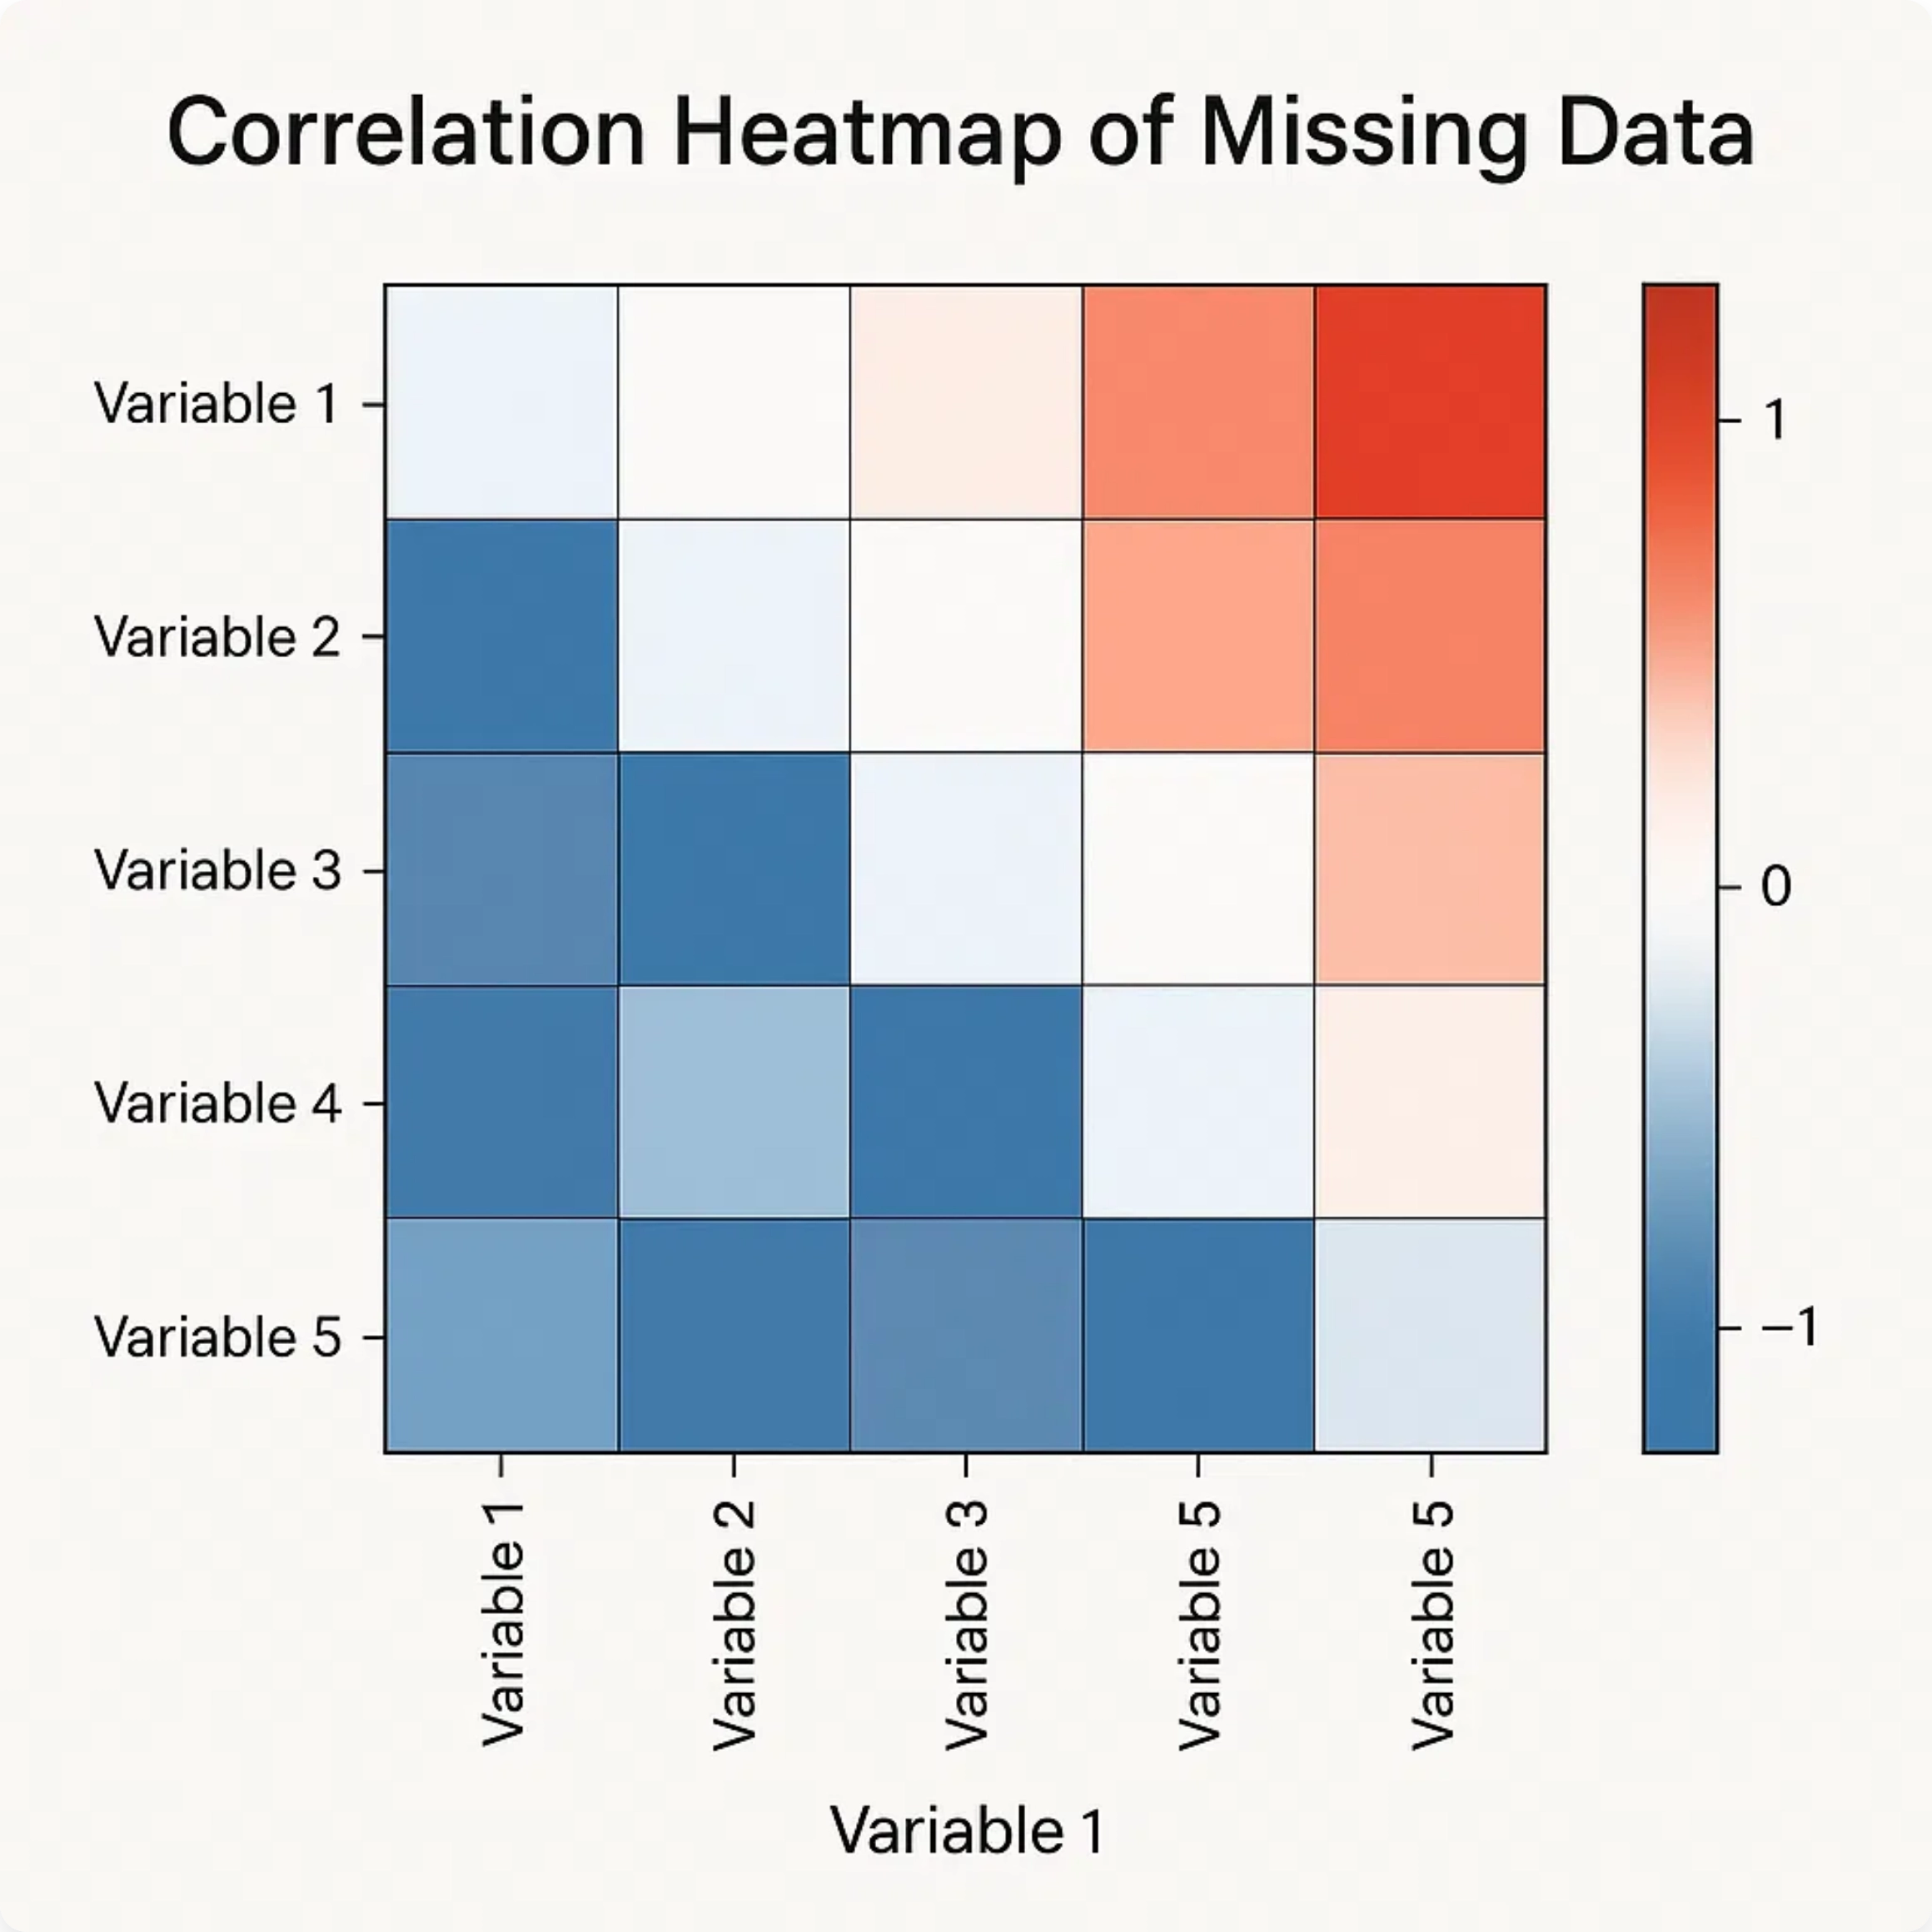 Correlation Heatmap of Missing Data
Variable 1
Variable 2
Variable 3
Variable 4
Variable 5
1
0
−1
Variable 1
Variable 2
Variable 3
Variable 5
Variable 5
Variable 1